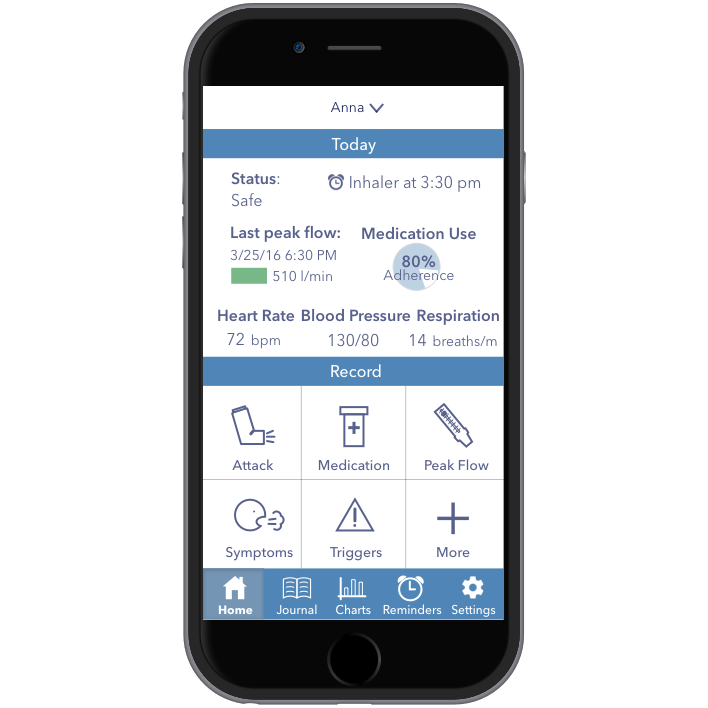 Anna
Today
Status:
Safe
Inhaler at 3:30 pm
Last peak flow:
3/25/16 6:30 PM
510 l/min
Medication Use
80%
Adherence
Heart Rate Blood Pressure Respiration
72 bpm 130/80 14 breaths/m
Record
Attack Medication Peak Flow
Symptoms Triggers More
Home Journal Charts Reminders Settings